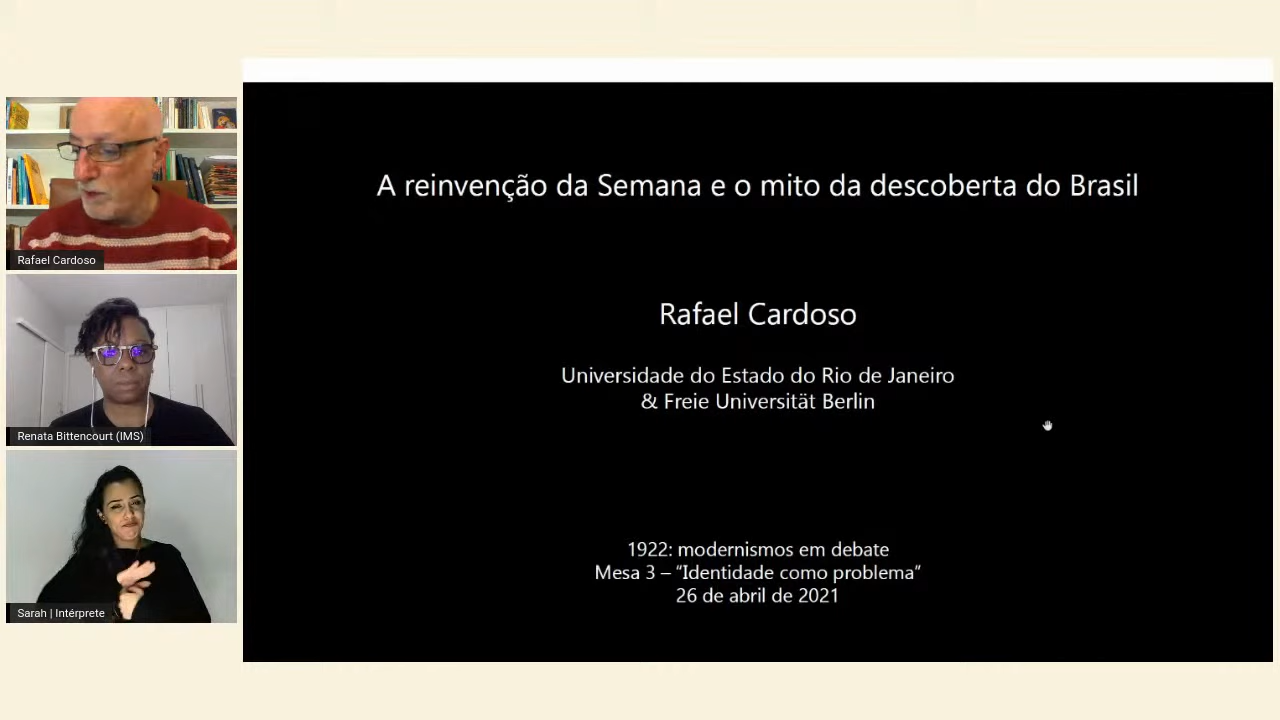 A reinvenção da Semana e o mito da descoberta do Brasil
Rafael Cardoso
Universidade do Estado do Rio de Janeiro
& Freie Universität Berlin
1922: modernismos em debate
Mesa 3 – “Identidade como problema”
26 de abril de 2021
Rafael Cardoso
Renata Bittencourt (IMS)
Sarah | Intérprete